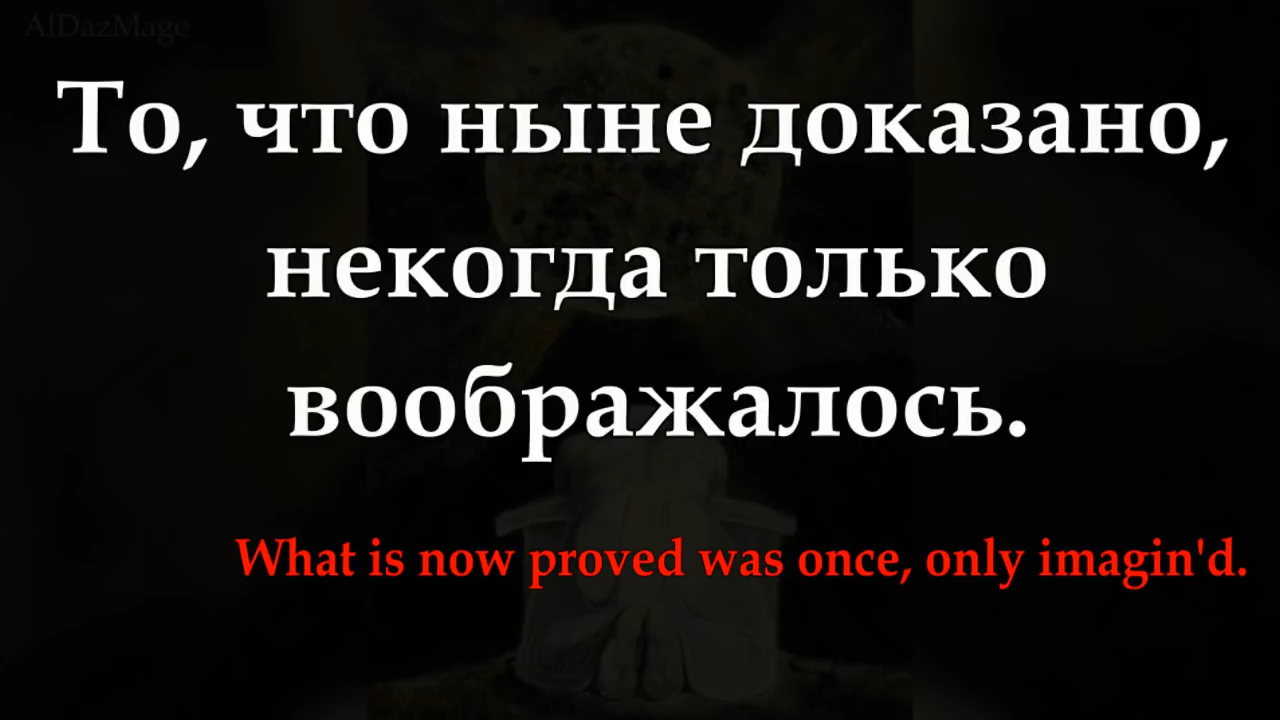 AlDazMage
То, что ныне доказано,
некогда только
воображалось.
What is now proved was once, only imagin'd.